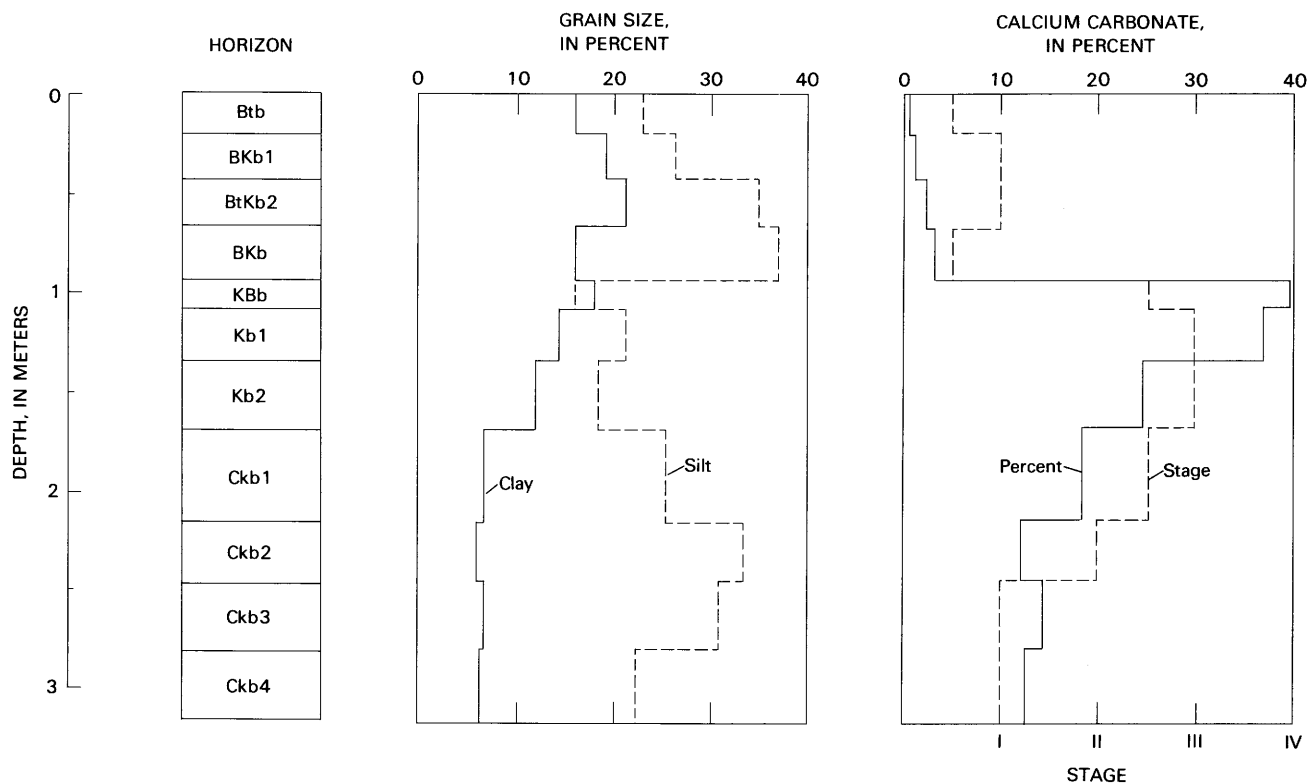 HORIZON
GRAIN SIZE,
IN PERCENT
CALCIUM CARBONATE,
IN PERCENT
0 10 20 30 40
0 10 20 30 40
DEPTH, IN METERS
0
1
2
3
Btb
BKb1
BtKb2
BKb
KBb
Kb1
Kb2
Ckb1
Ckb2
Ckb3
Ckb4
Clay
Silt
Percent
Stage
I II III IV
STAGE